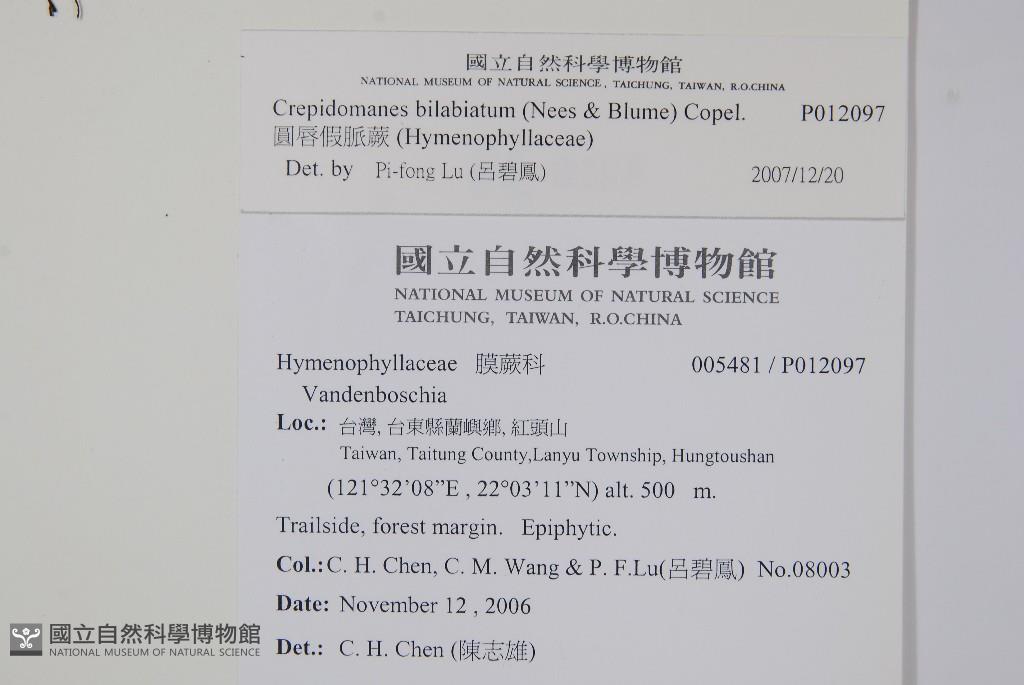 國立自然科學博物館
NATIONAL MUSEUM OF NATURAL SCIENCE, TAICHUNG, TAIWAN, R.O.CHINA
Crepidomanes bilabiatum (Nees & Blume) Copel. P012097
圓唇假脈蕨 (Hymenophyllaceae)
Det. by Pi-fong Lu (呂碧鳳) 2007/12/20
國立自然科學博物館
NATIONAL MUSEUM OF NATURAL SCIENCE
TAICHUNG, TAIWAN, R.O.CHINA
Hymenophyllaceae 膜蕨科 005481 / P012097
Vandenboschia
Loc.: 台灣, 台東縣蘭嶼鄉, 紅頭山
Taiwan, Taitung County,Lanyu Township, Hungtoushan
(121°32’08”E , 22°03’11”N) alt. 500 m.
Trailside, forest margin. Epiphytic.
Col.: C. H. Chen, C. M. Wang & P. F.Lu(呂碧鳳) No.08003
Date: November 12 , 2006
Det.: C. H. Chen (陳志雄)
國立自然科學博物館
NATIONAL MUSEUM OF NATURAL SCIENCE